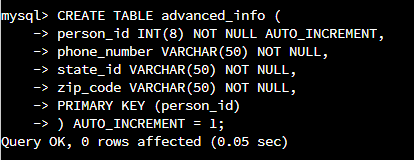 mysql> CREATE TABLE advanced_info (
    -> person_id INT(8) NOT NULL AUTO_INCREMENT,
    -> phone_number VARCHAR(50) NOT NULL,
    -> state_id VARCHAR(50) NOT NULL,
    -> zip_code VARCHAR(50) NOT NULL,
    -> PRIMARY KEY (person_id)
    -> ) AUTO_INCREMENT = 1;
Query OK, 0 rows affected (0.05 sec)